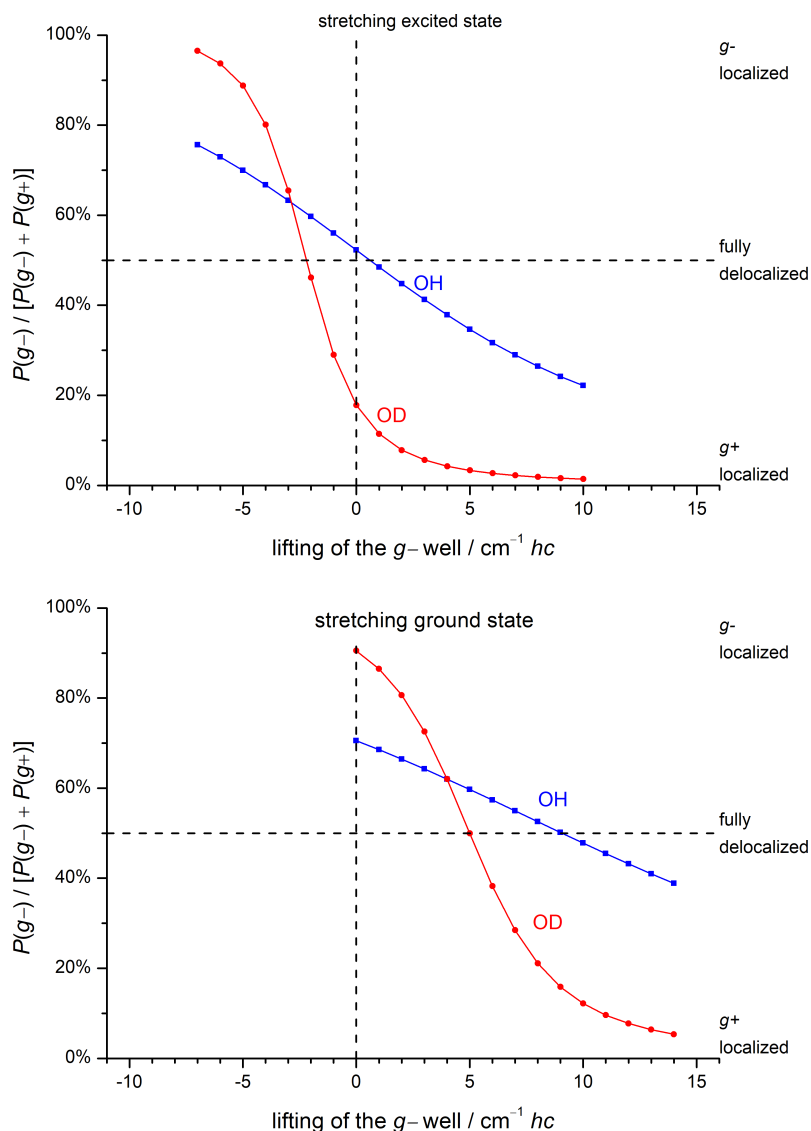 stretching excited state
100%
80%
60%
40%
20%
0%
P(g−) / [P(g−) + P(g+)]
g-
localized
fully
delocalized
g+
localized
OH
OD
-10 -5 0 5 10 15
lifting of the g− well / cm⁻¹ hc
stretching ground state
100%
80%
60%
40%
20%
0%
P(g−) / [P(g−) + P(g+)]
g-
localized
fully
delocalized
g+
localized
OH
OD
-10 -5 0 5 10 15
lifting of the g− well / cm⁻¹ hc